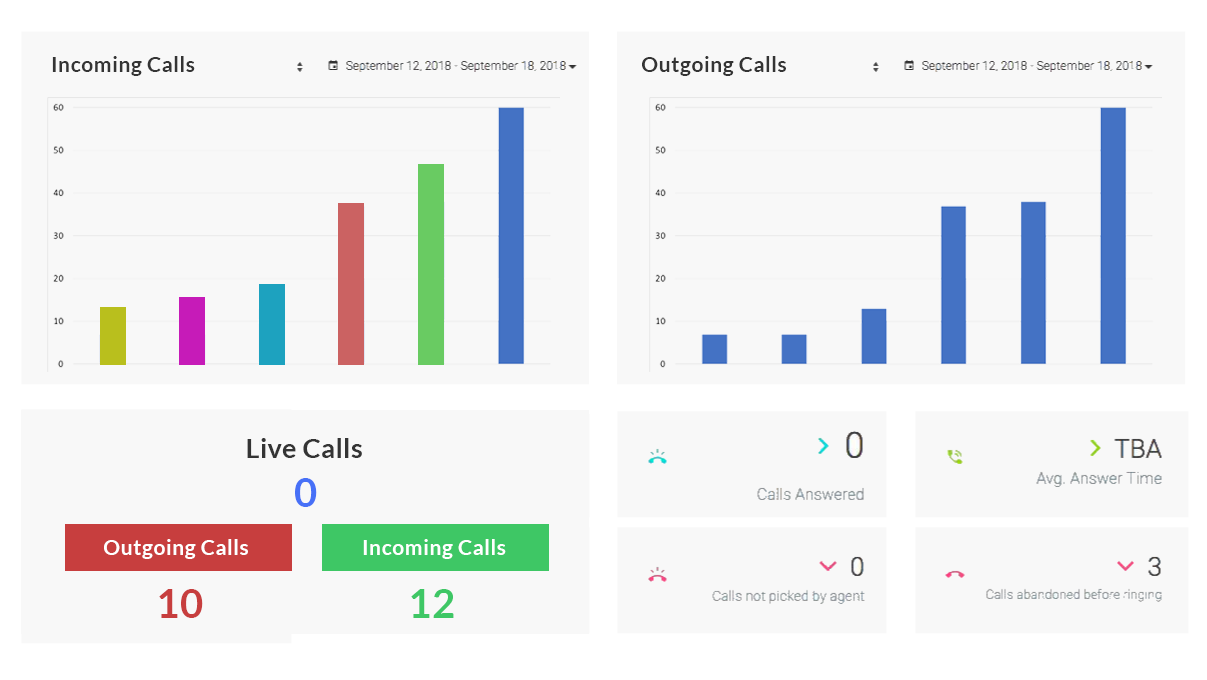 Incoming Calls
September 12, 2018 - September 18, 2018
60
50
40
30
20
10
0
Outgoing Calls
September 12, 2018 - September 18, 2018
60
50
40
30
20
10
0
Live Calls
0
Outgoing Calls
10
Incoming Calls
12
0
Calls Answered
TBA
Avg. Answer Time
0
Calls not picked by agent
3
Calls abandoned before ringing